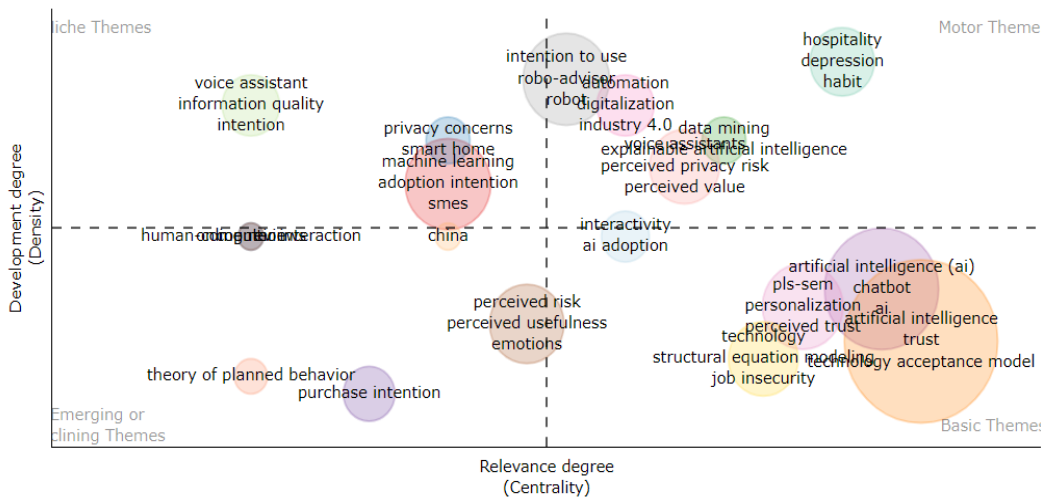 liche Themes
Motor Theme
hospitality
depression
habit
intention to use
robo-advisor
robot
voice assistant
information quality
intention
automation
digitalization
industry 4.0
privacy concerns
smart home
data mining
explainable artificial intelligence
voice assistants
perceived privacy risk
perceived value
machine learning
adoption intention
smes
human-computer interaction
china
interactivity
ai adoption
artificial intelligence (ai)
chatbot
ai
pls-sem
personalization
perceived trust
perceived risk
perceived usefulness
emotions
artificial intelligence
trust
technology acceptance model
technology
structural equation modeling
job insecurity
theory of planned behavior
purchase intention
Emerging or
clining Themes
Basic Themes
Development degree
(Density)
Relevance degree
(Centrality)